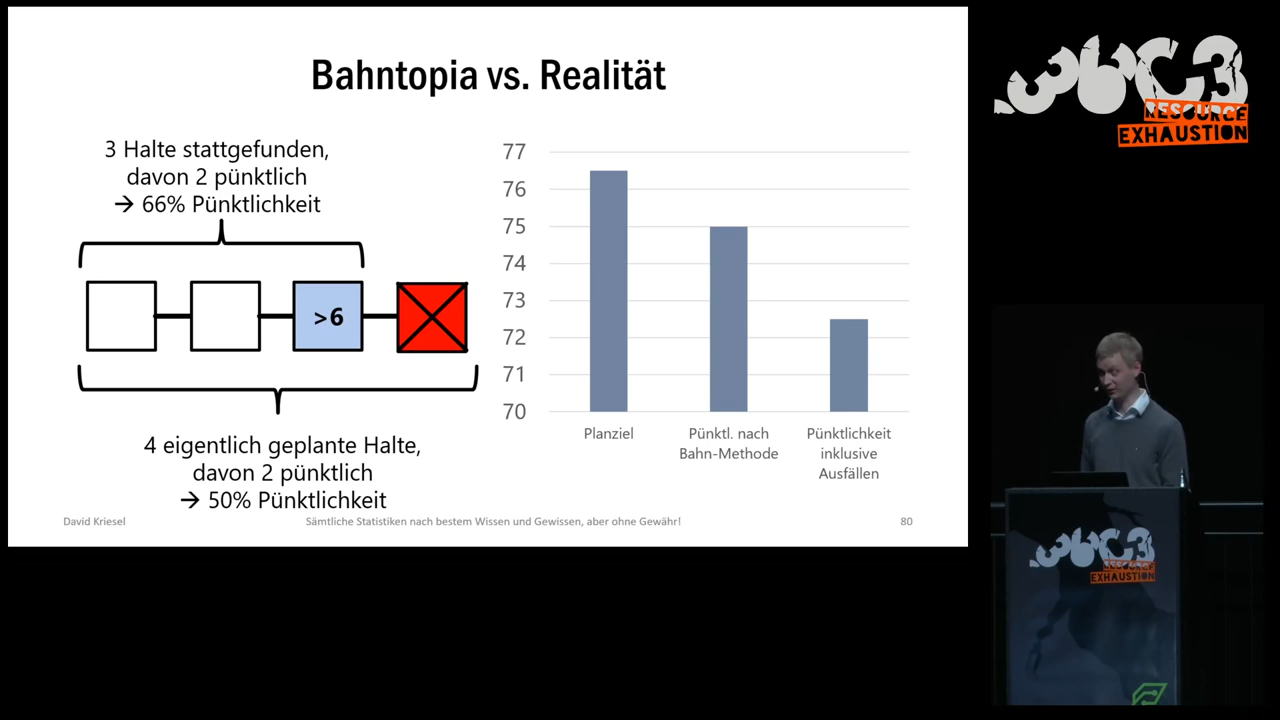 Bahntopia vs. Realität
3 Halte stattgefunden,
davon 2 pünktlich
→ 66% Pünktlichkeit
>6
4 eigentlich geplante Halte,
davon 2 pünktlich
→ 50% Pünktlichkeit
77
76
75
74
73
72
71
70
Planziel
Pünktl. nach
Bahn-Methode
Pünktlichkeit
inklusive
Ausfällen
David Kriesel
Sämtliche Statistiken nach bestem Wissen und Gewissen, aber ohne Gewähr!
80
36C3
RESOURCE
EXHAUSTION
36C3
RESOURCE
EXHAUSTION